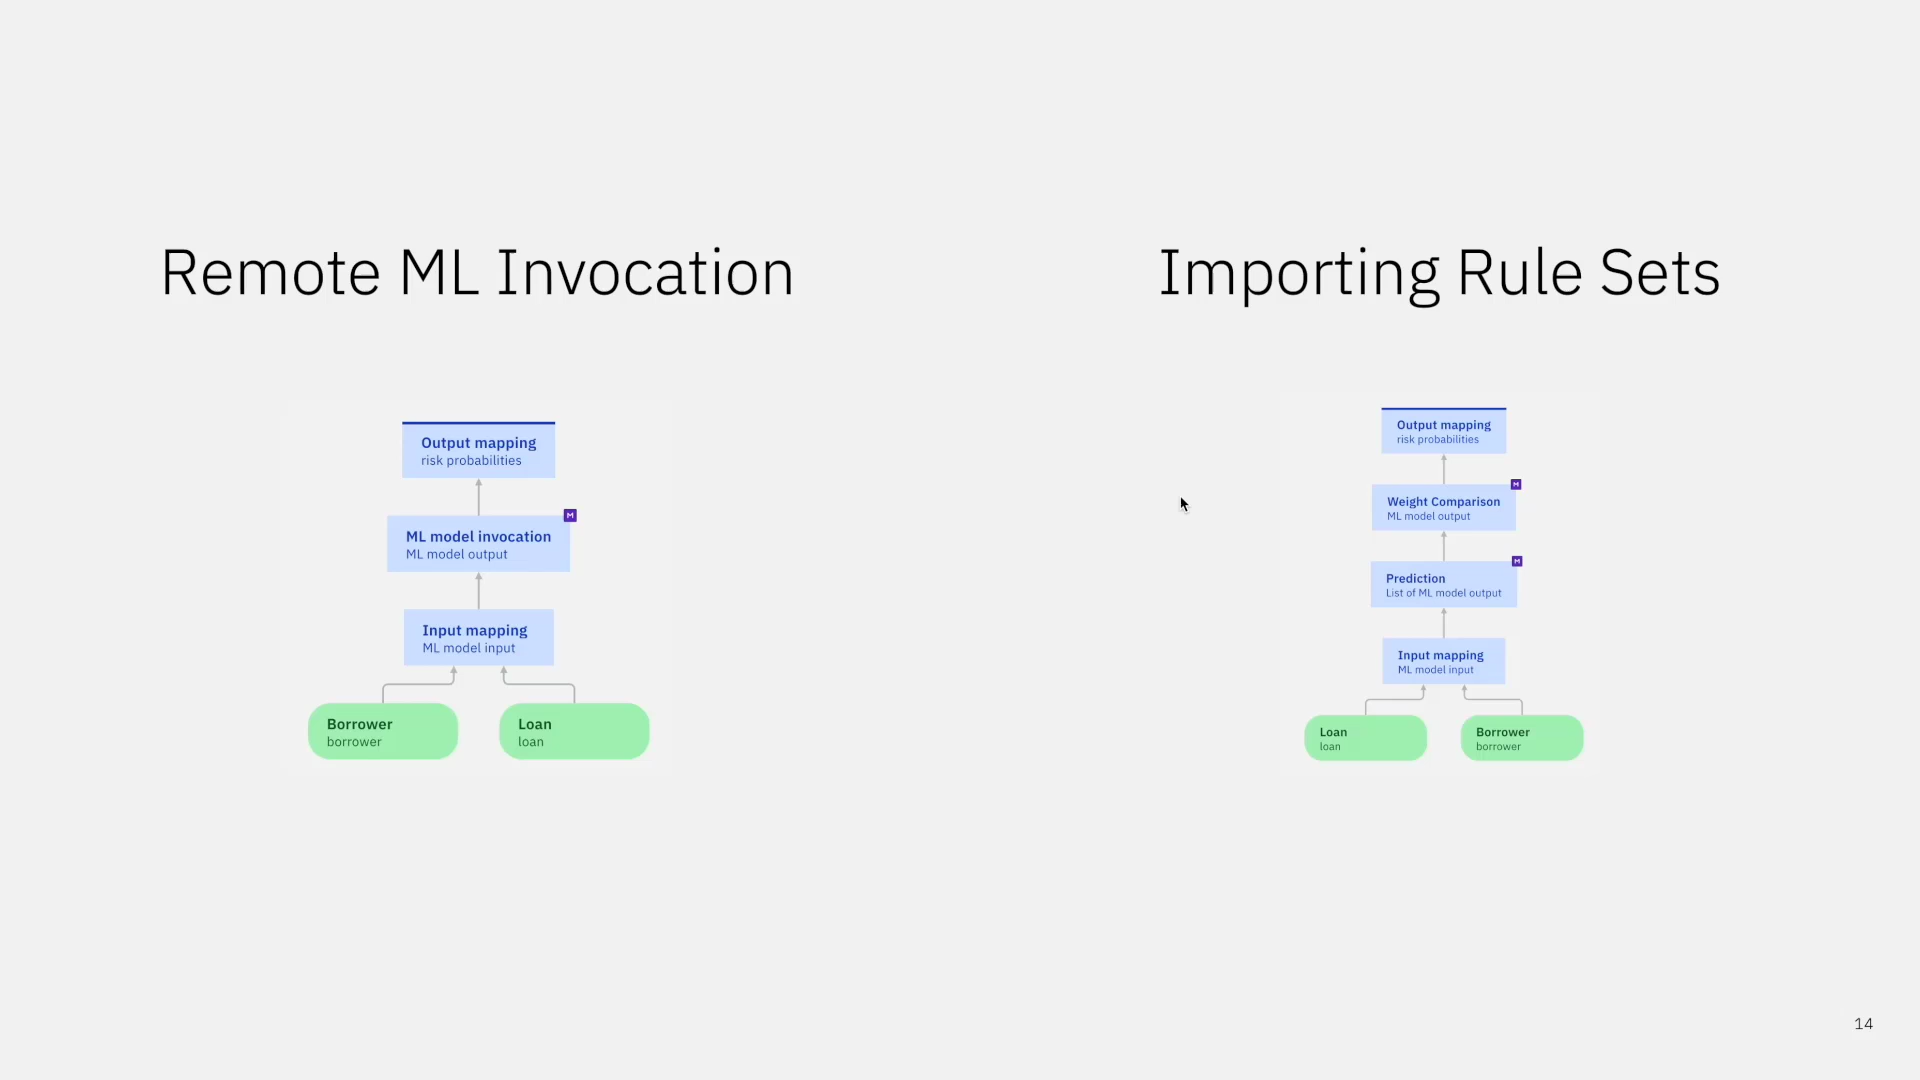 Remote ML Invocation
Output mapping
risk probabilities
M
ML model invocation
ML model output
Input mapping
ML model input
Borrower
borrower
Loan
loan
Importing Rule Sets
Output mapping
risk probabilities
M
Weight Comparison
ML model output
M
Prediction
List of ML model output
Input mapping
ML model input
Loan
loan
Borrower
borrower
14